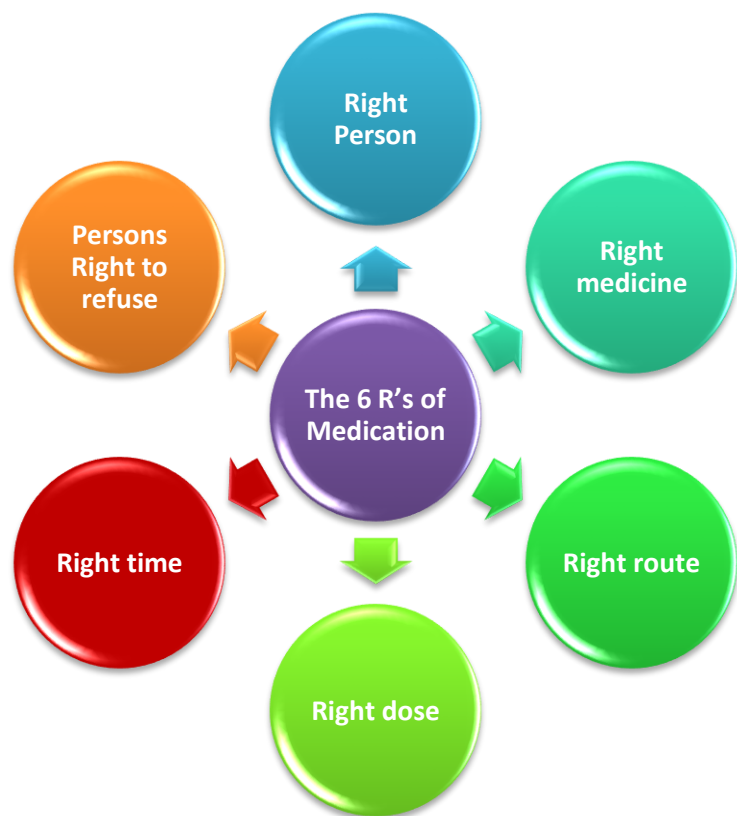 Right
Person
Right
medicine
Right route
Right dose
Right time
Persons
Right to
refuse
The 6 R’s of
Medication